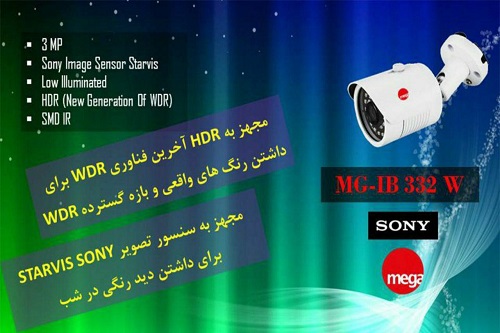 3 MP
Sony Image Sensor Starvis
Low Illuminated
HDR (New Generation Of WDR)
SMD IR
مجهز به HDR آخرین فناوری WDR برای
داشتن رنگ های واقعی و بازه گسترده WDR
مجهز به سنسور تصویر STARVIS SONY
برای داشتن دید رنگی در شب
MG-IB 332 W
SONY
mega